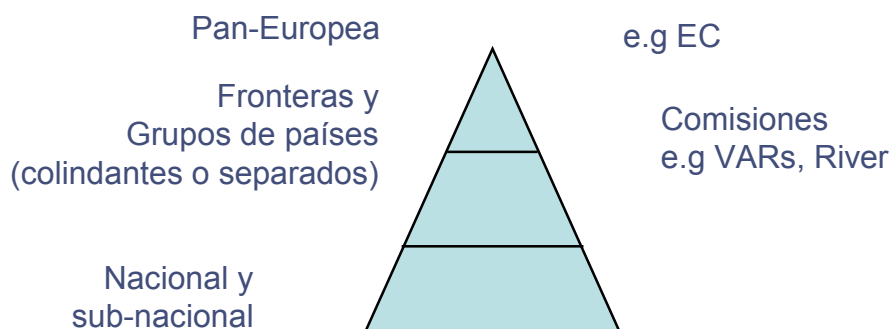 Pan-Europea
e.g EC
Fronteras y
Grupos de países
(colindantes o separados)
Comisiones
e.g VARs, River
Nacional y
sub-nacional